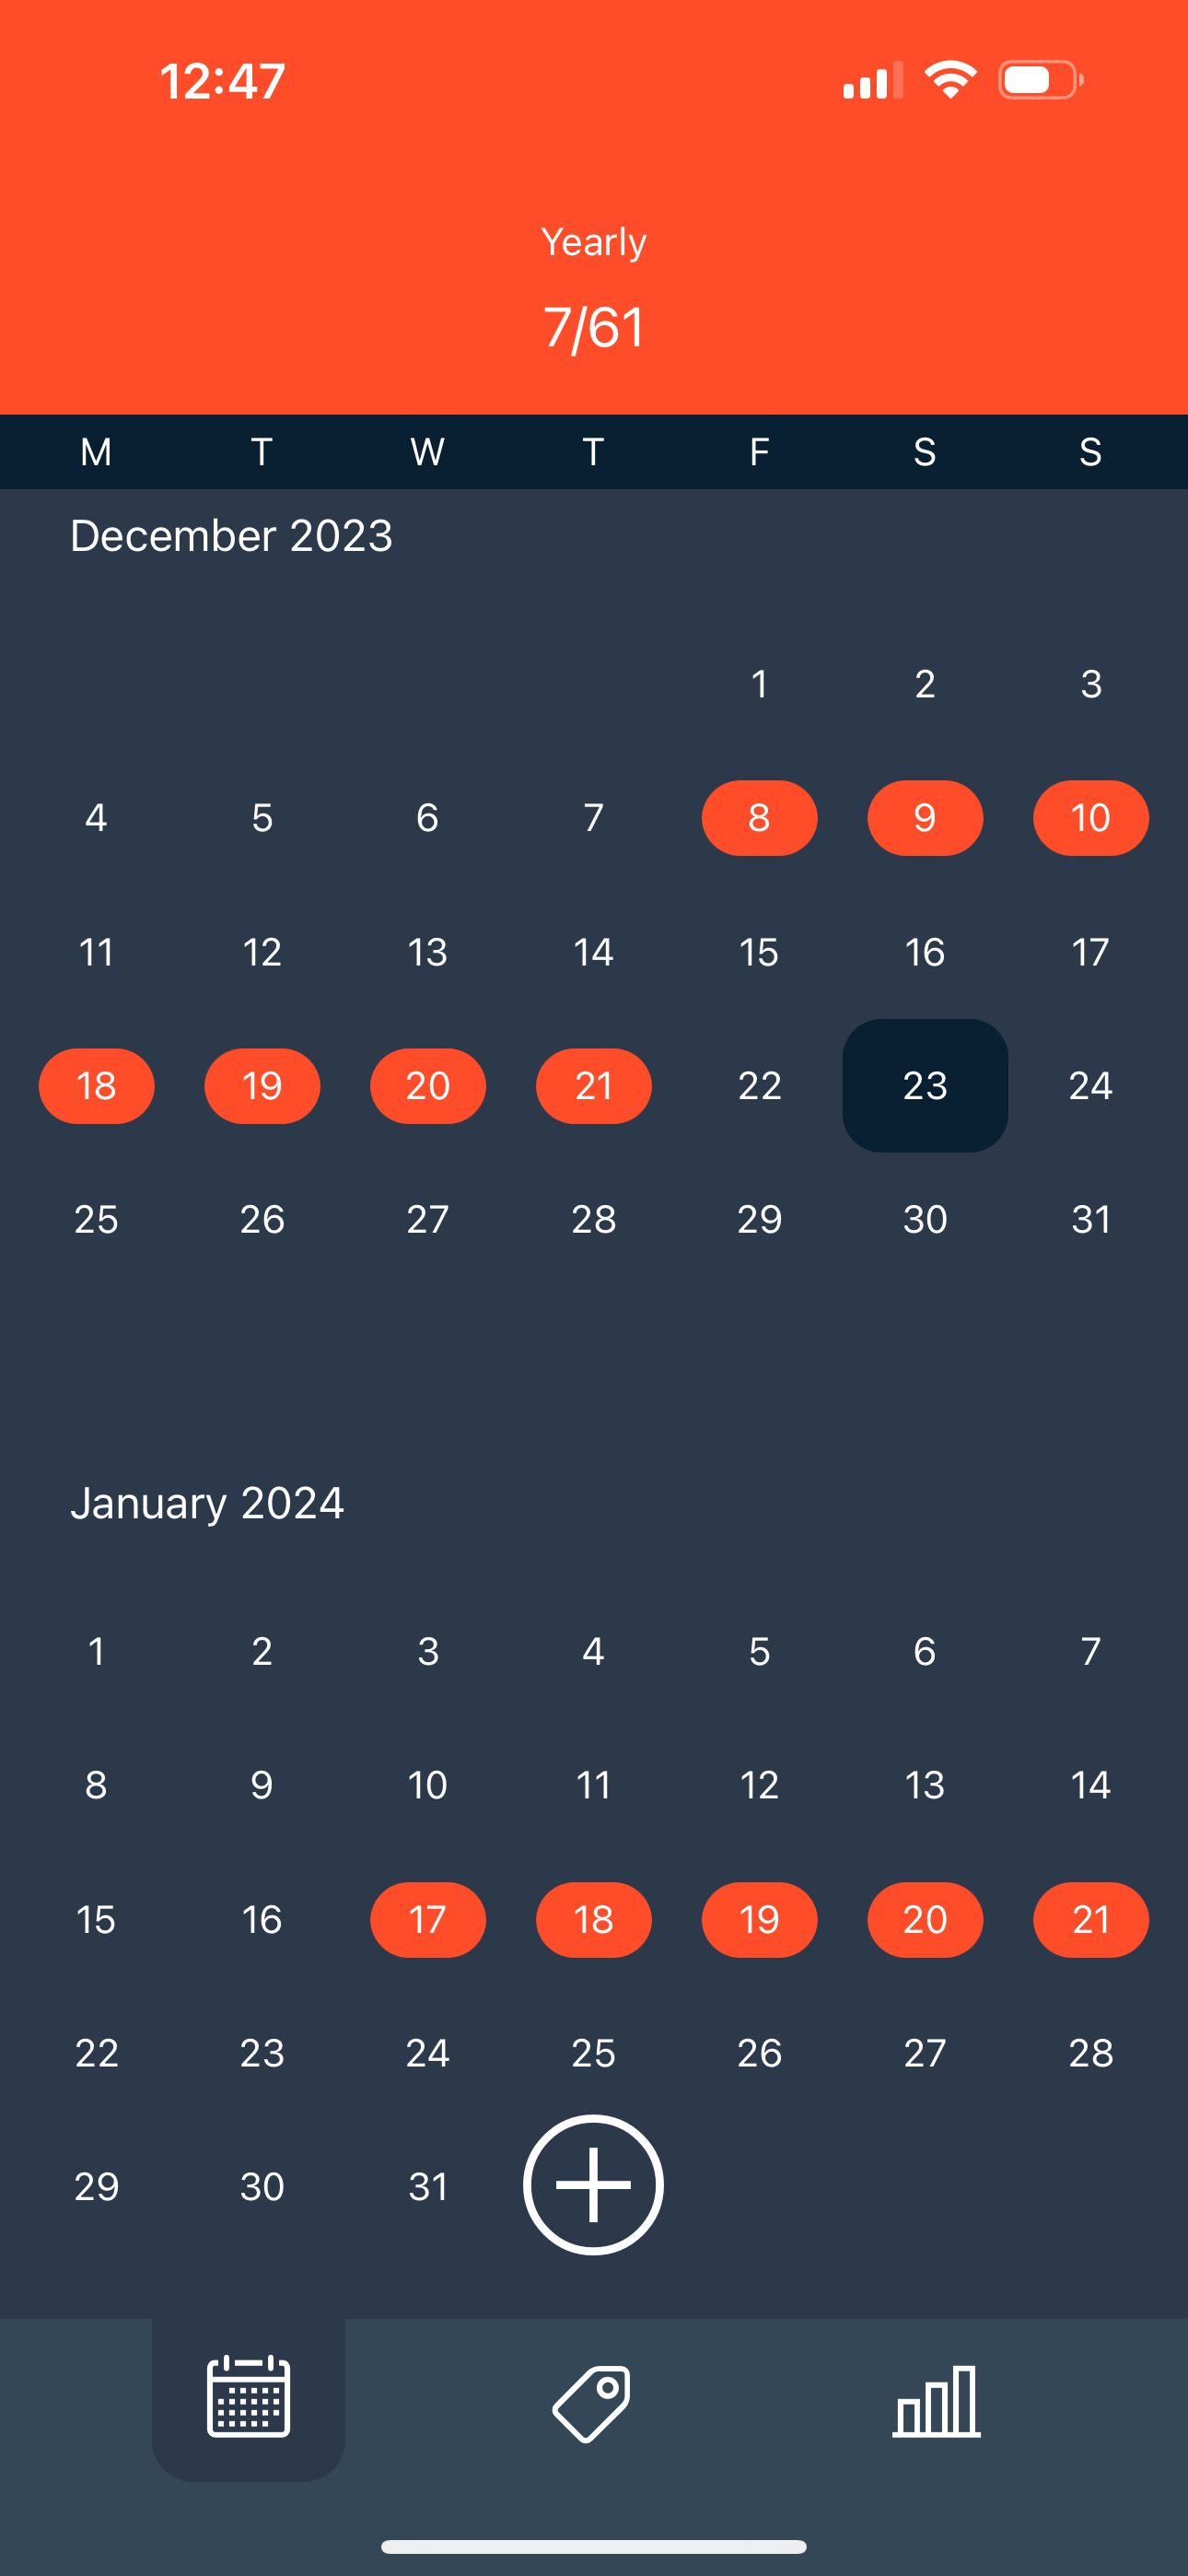 12:47
Yearly
7/61
M T W T F S S
December 2023
1 2 3
4 5 6 7 8 9 10
11 12 13 14 15 16 17
18 19 20 21 22 23 24
25 26 27 28 29 30 31
January 2024
1 2 3 4 5 6 7
8 9 10 11 12 13 14
15 16 17 18 19 20 21
22 23 24 25 26 27 28
29 30 31